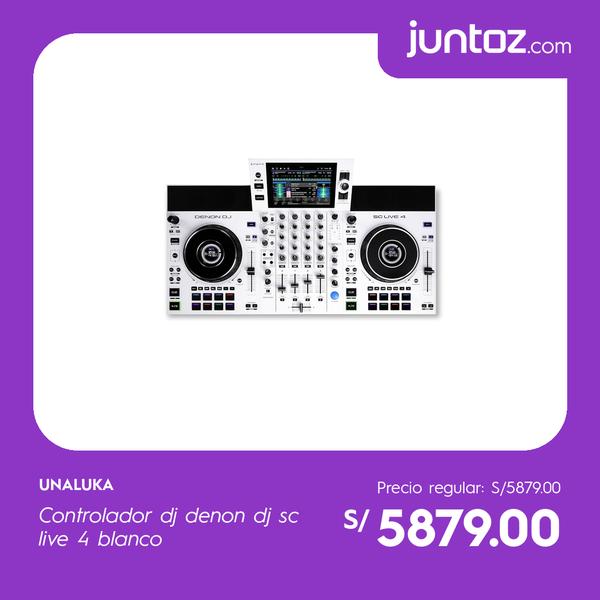 juntoz.com
DENON DJ
SC LIVE 4
UNALUKA
Controlador dj denon dj sc
live 4 blanco
Precio regular: S/5879.00
S/ 5879.00